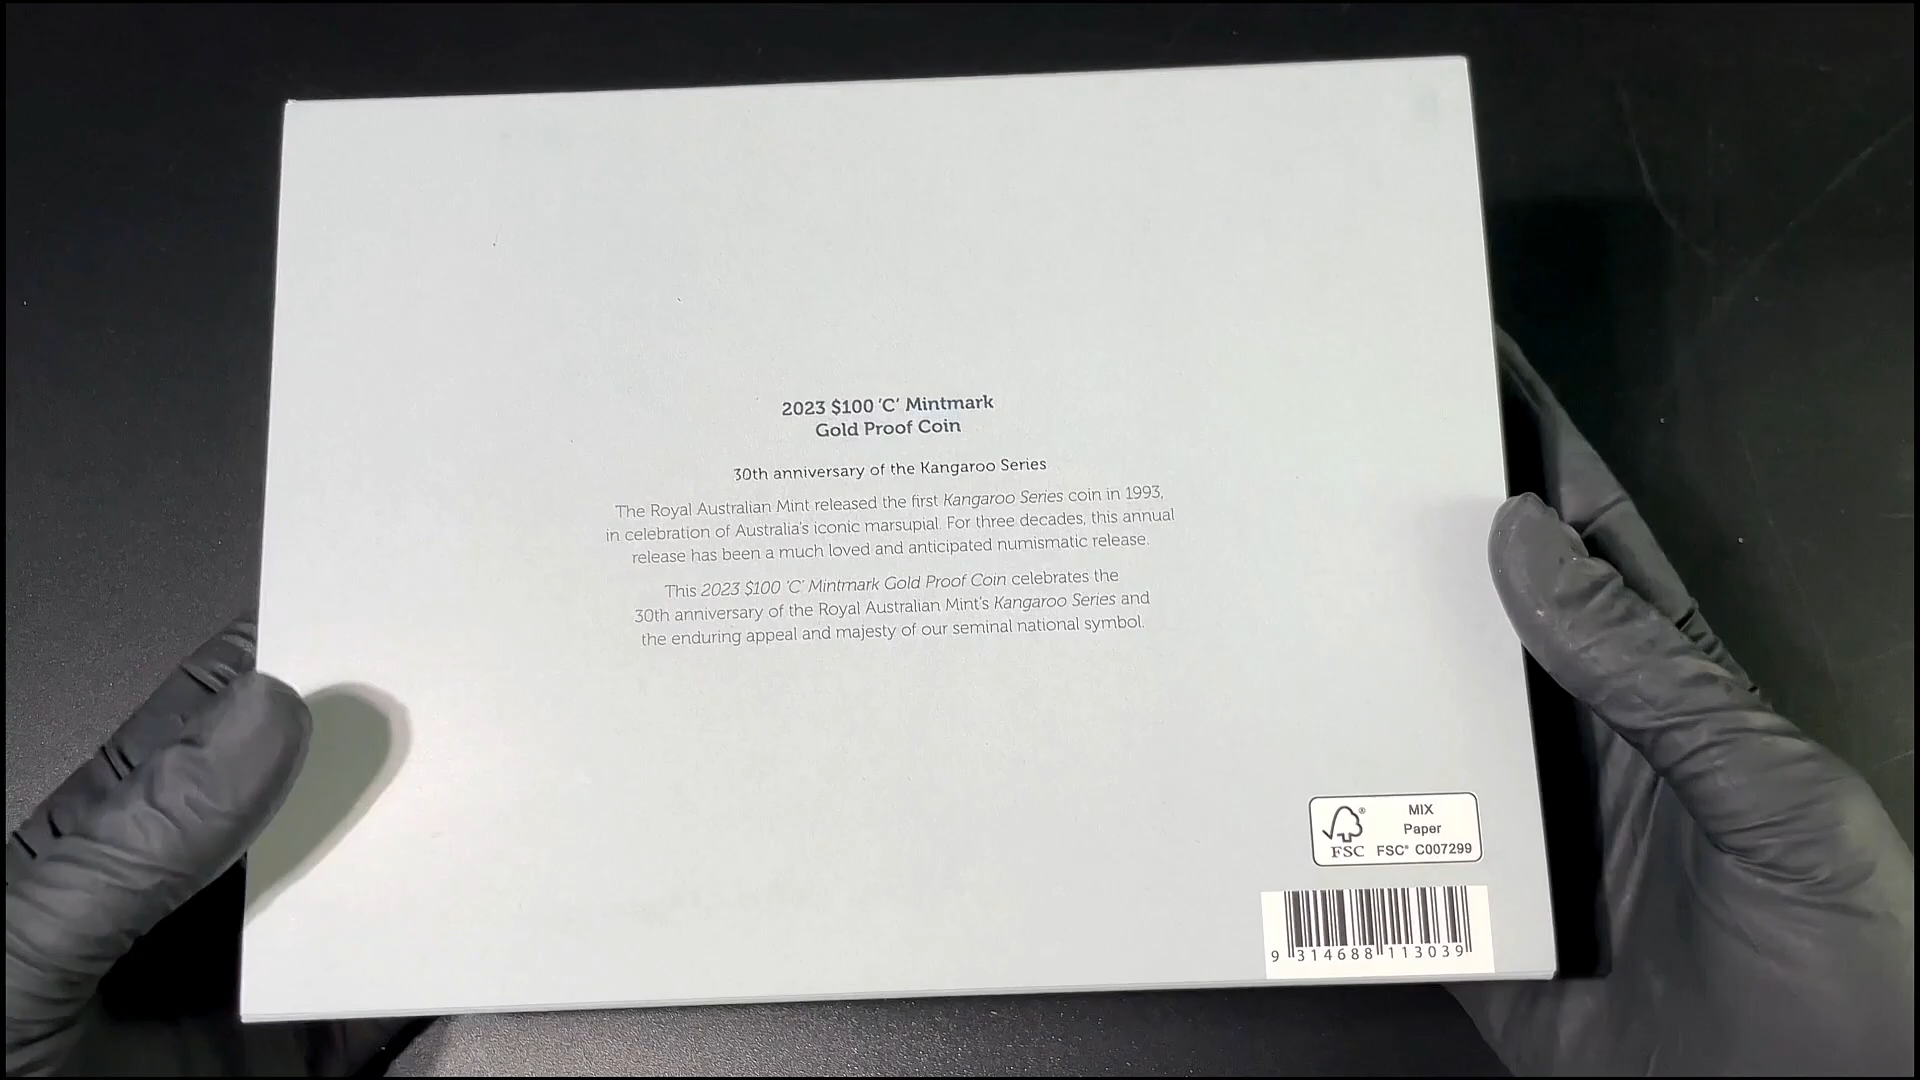 2023 $100 ‘C’ Mintmark
Gold Proof Coin
30th anniversary of the Kangaroo Series
The Royal Australian Mint released the first Kangaroo Series coin in 1993,
in celebration of Australia's iconic marsupial. For three decades, this annual
release has been a much loved and anticipated numismatic release.
This 2023 $100 ‘C’ Mintmark Gold Proof Coin celebrates the
30th anniversary of the Royal Australian Mint's Kangaroo Series and
the enduring appeal and majesty of our seminal national symbol.
MIX
Paper
FSC FSC® C007299
9 314688 113039